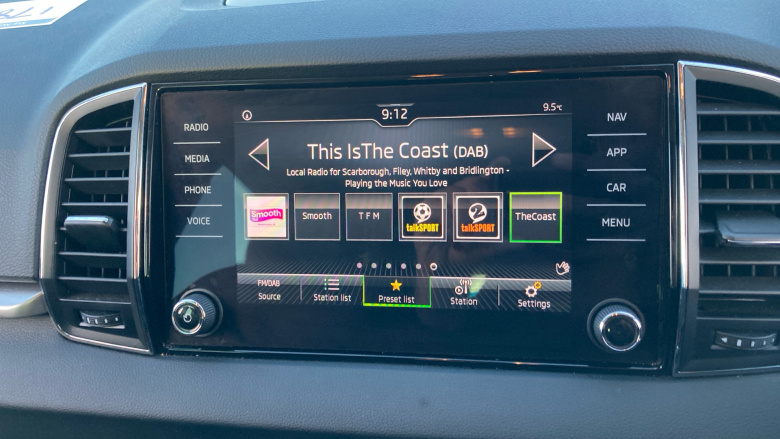 RADIO
MEDIA
PHONE
VOICE
9:12
9.5°C
This IsThe Coast (DAB)
Local Radio for Scarborough, Filey, Whitby and Bridlington -
Playing the Music You Love
Smooth
Smooth
T F M
talkSPORT
2
talkSPORT
TheCoast
FM/DAB
Source
Station list
Preset list
Station
Settings
NAV
APP
CAR
MENU